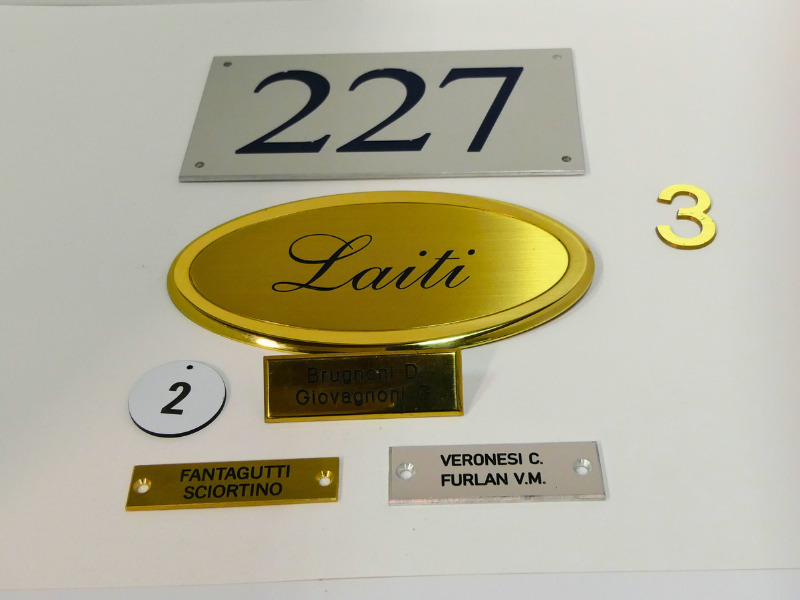 227
3
Laiti
Brugnoni D.
Giovagnoni G.
2
FANTAGUTTI
SCIORTINO
VERONESI C.
FURLAN V.M.